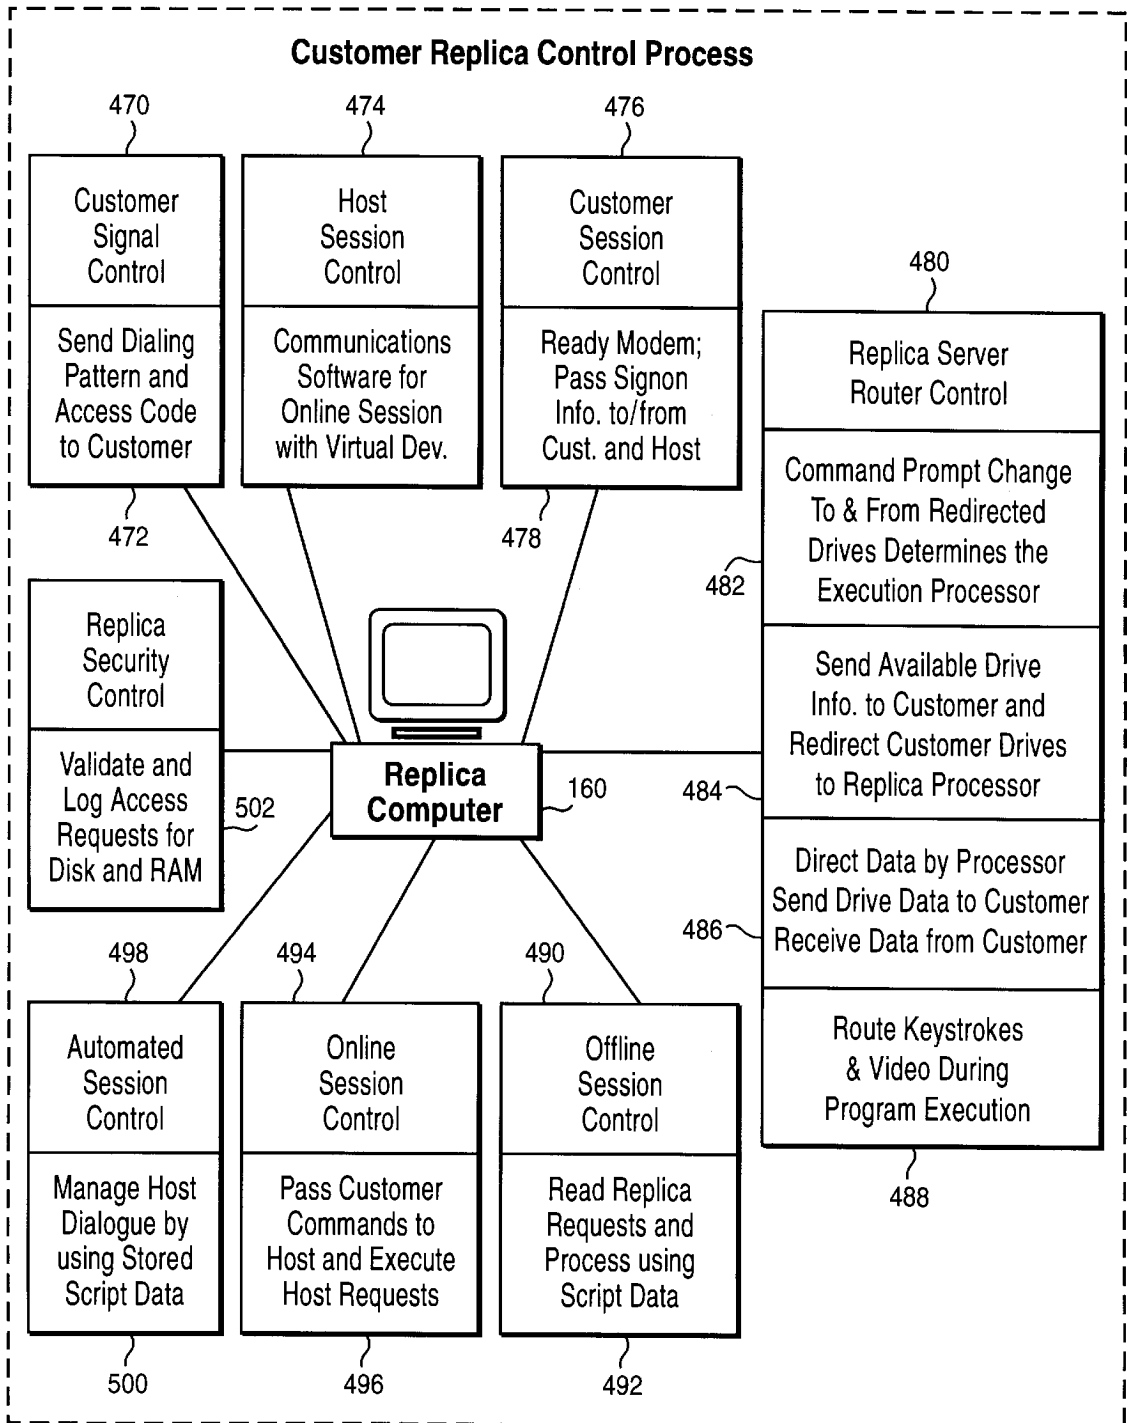 Customer Replica Control Process
470
Customer
Signal
Control
Send Dialing
Pattern and
Access Code
to Customer
472
474
Host
Session
Control
Communications
Software for
Online Session
with Virtual Dev.
476
Customer
Session
Control
Ready Modem;
Pass Signon
Info. to/from
Cust. and Host
478
480
Replica Server
Router Control
Command Prompt Change
To & From Redirected
Drives Determines the
Execution Processor
482
Send Available Drive
Info. to Customer and
Redirect Customer Drives
to Replica Processor
484
Direct Data by Processor
Send Drive Data to Customer
Receive Data from Customer
486
Route Keystrokes
& Video During
Program Execution
488
Replica
Security
Control
Validate and
Log Access
Requests for
Disk and RAM
502
Replica
Computer
160
498
Automated
Session
Control
Manage Host
Dialogue by
using Stored
Script Data
500
494
Online
Session
Control
Pass Customer
Commands to
Host and Execute
Host Requests
496
490
Offline
Session
Control
Read Replica
Requests and
Process using
Script Data
492